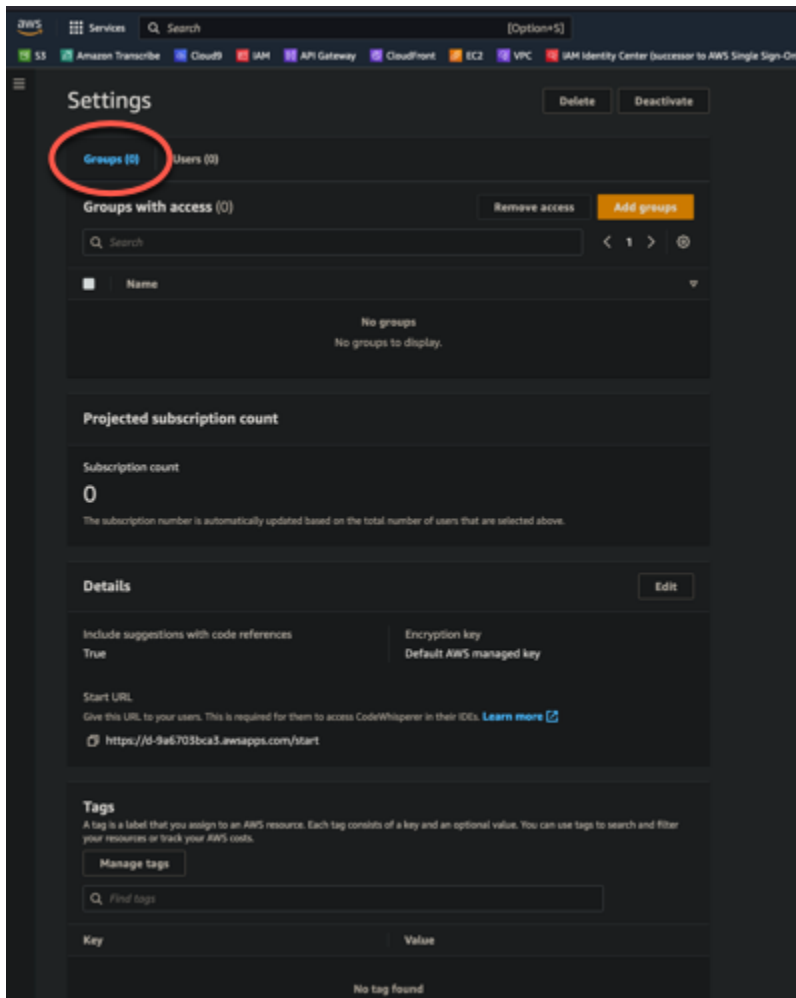 aws
Services
Search
[Option+S]
S3
Amazon Transcribe
Cloud9
IAM
API Gateway
CloudFront
EC2
VPC
IAM Identity Center (successor to AWS Single Sign-On
Settings
Delete
Deactivate
Groups (0)
Users (0)
Groups with access (0)
Remove access
Add groups
Search
1
Name
No groups
No groups to display.
Projected subscription count
Subscription count
0
The subscription number is automatically updated based on the total number of users that are selected above.
Details
Edit
Include suggestions with code references
True
Encryption key
Default AWS managed key
Start URL
Give this URL to your users. This is required for them to access CodeWhisperer in their IDEs. Learn more
https://d-9a6703bca3.awsapps.com/start
Tags
A tag is a label that you assign to an AWS resource. Each tag consists of a key and an optional value. You can use tags to search and filter
your resources or track your AWS costs.
Manage tags
Find tags
Key
Value
No tag found